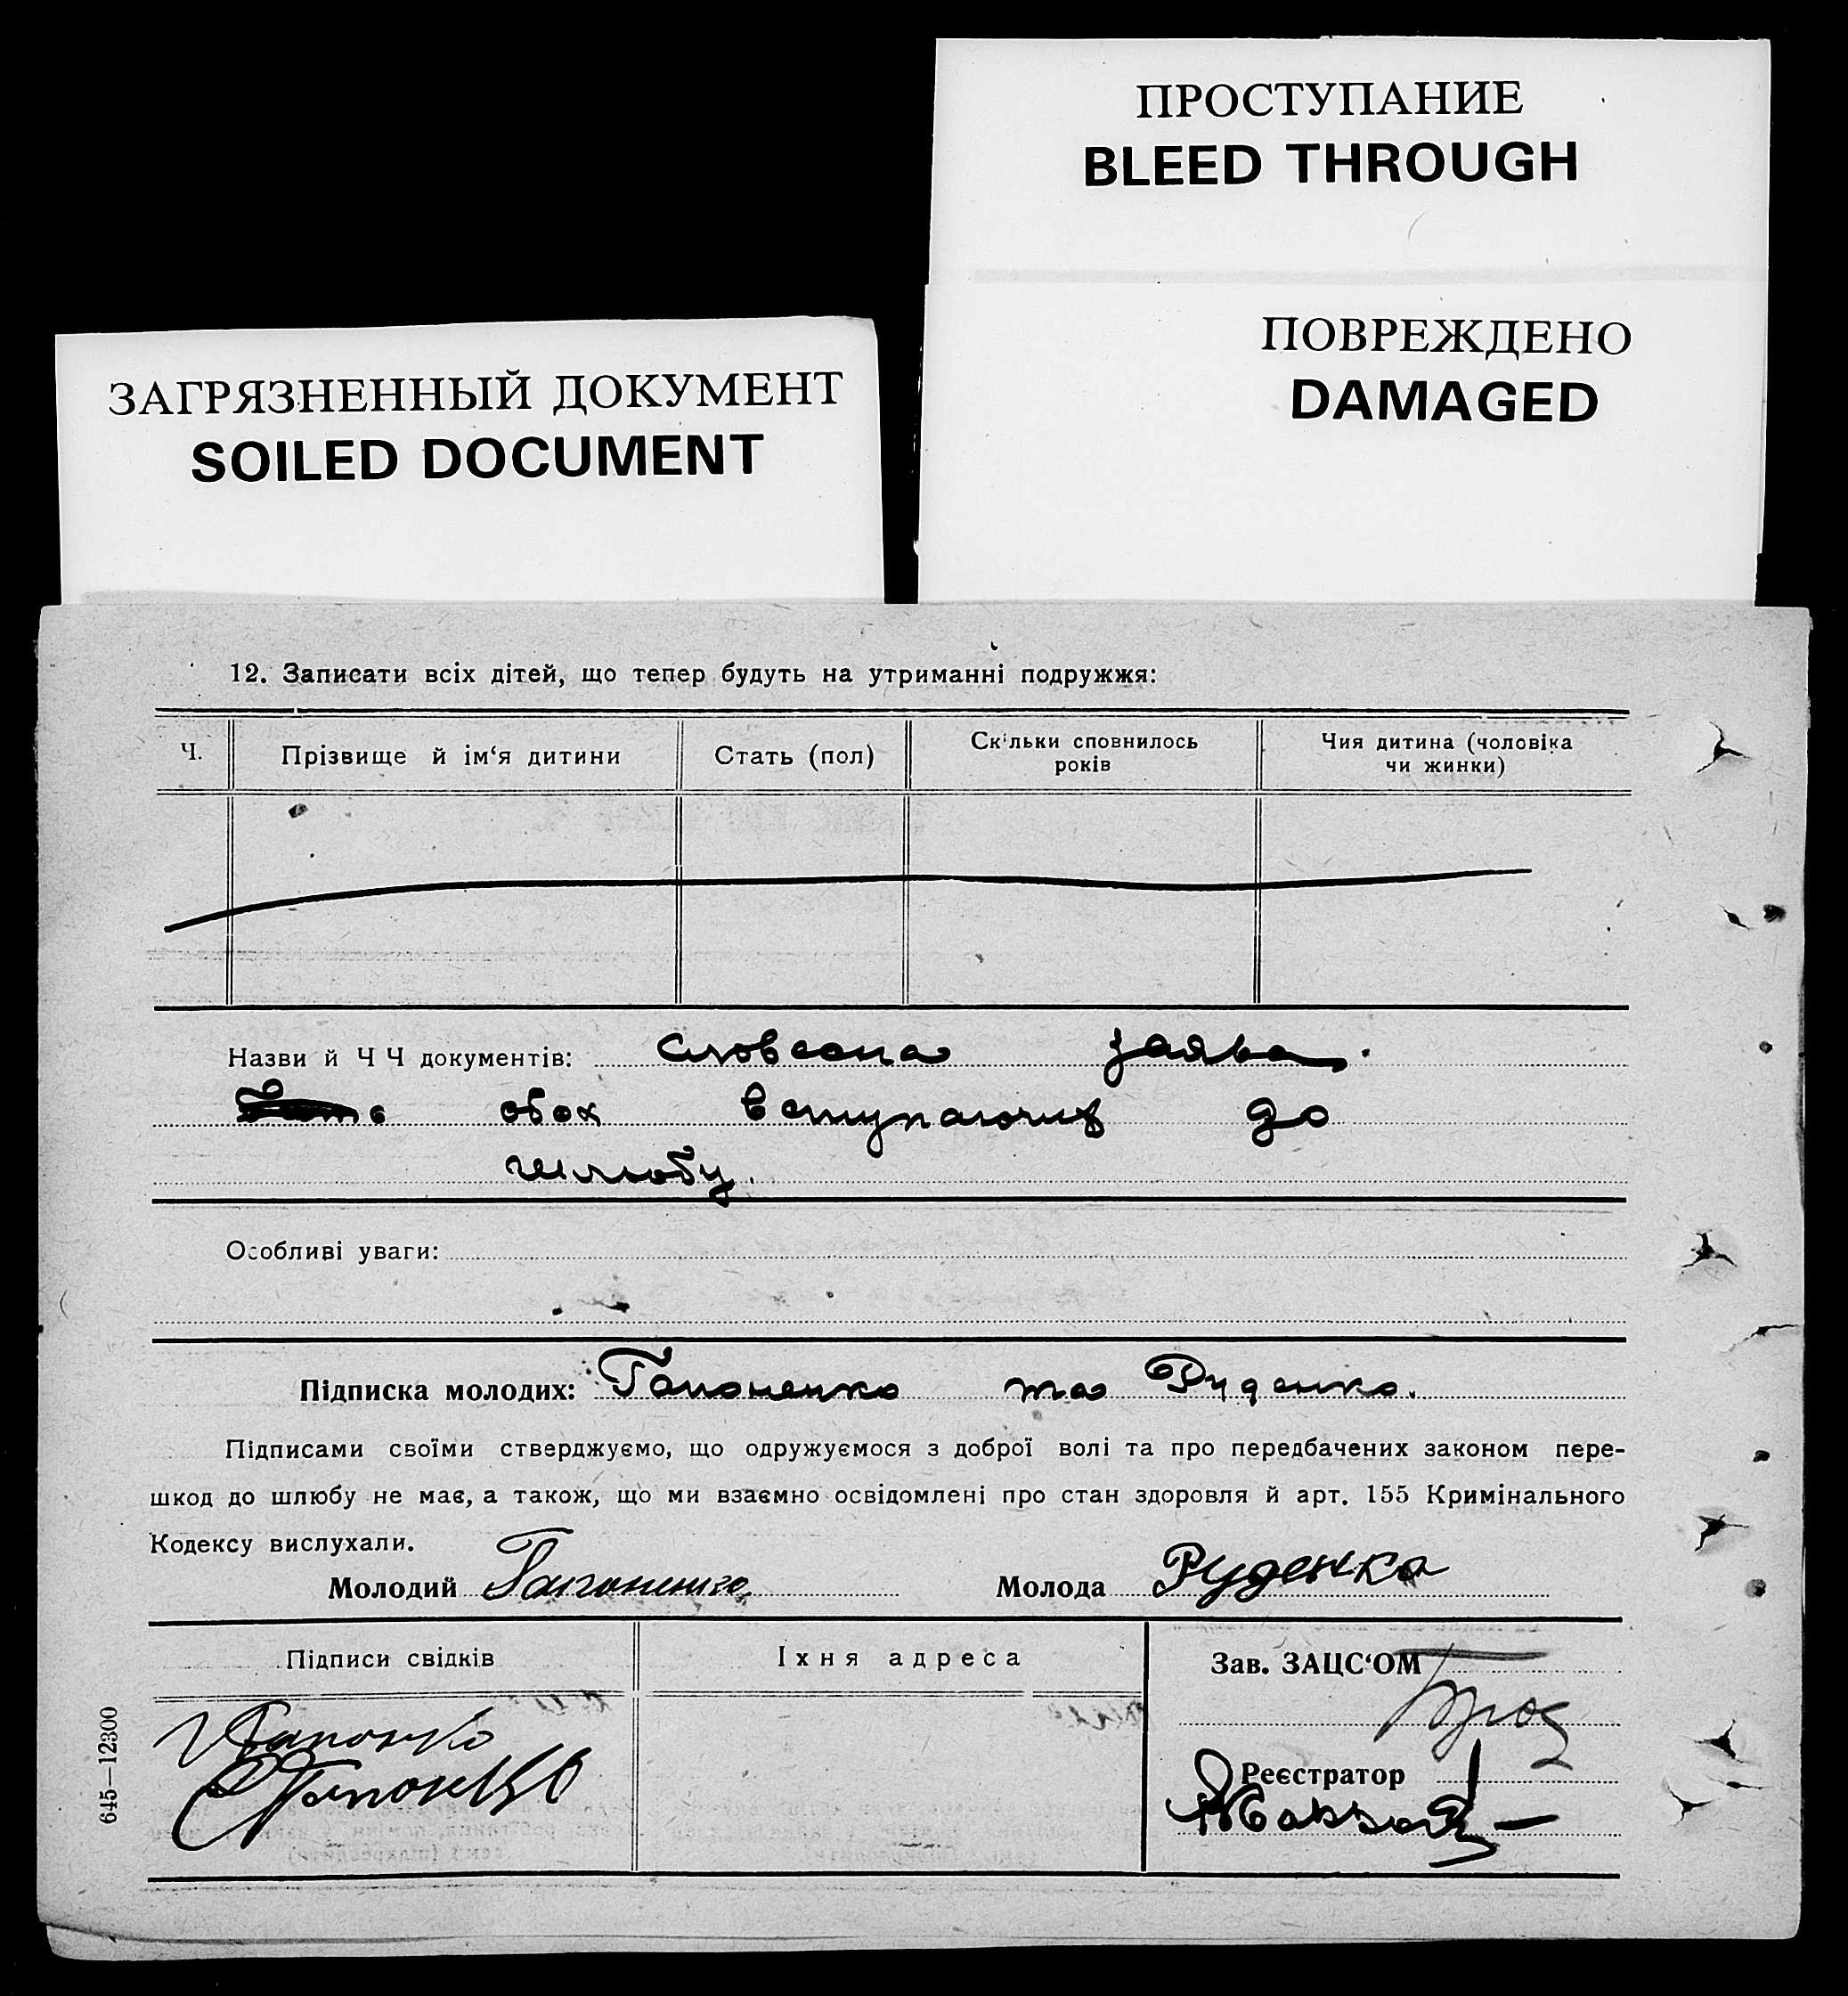 ПРОСТУПАНИЕ
BLEED THROUGH
ПОВРЕЖДЕНО
DAMAGED
ЗАГРЯЗНЕННЫЙ ДОКУМЕНТ
SOILED DOCUMENT
12. Записати всіх дітей, що тепер будуть на утриманні подружжя:
Ч. Прізвище й ім‘я дитини Стать (пол) Скільки сповнилось років Чия дитина (чоловіка чи жинки)
Назви й Ч Ч документів: словесна заява.
обох вступаючих до
шлюбу.
Особливі уваги:
Підписка молодих: Гапоненко та Руденко.
Підписами своїми стверджуємо, що одружуємося з доброї волі та про передбачених законом пере-
шкод до шлюбу не має, а також, що ми взаємно освідомлені про стан здоровля й арт. 155 Кримінального
Кодексу вислухали.
Молодий Гапоненко Молода Руденка
Підписи свідків Їхня адреса Зав. ЗАЦС‘ОМ
Реєстратор
645—12300